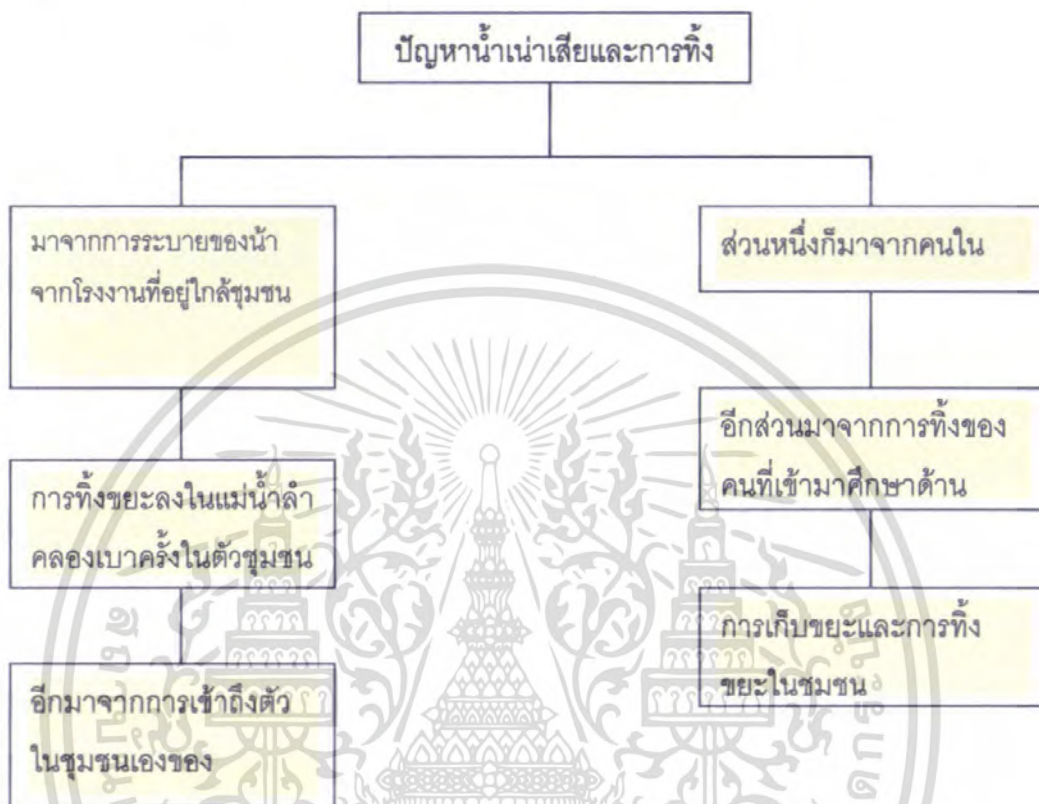 ปัญหาน้ำเน่าเสียและการทิ้ง
มาจากการระบายของน้ำ
จากโรงงานที่อยู่ใกล้ชุมชน
การทิ้งขยะลงในแม่น้ำลำ
คลองเบาครั้งในตัวชุมชน
อีกมาจากการเข้าถึงตัว
ในชุมชนเองของ
ส่วนหนึ่งก็มาจากคนใน
อีกส่วนมาจากการทิ้งของ
คนที่เข้ามาศึกษาด้าน
การเก็บขยะและการทิ้ง
ขยะในชุมชน